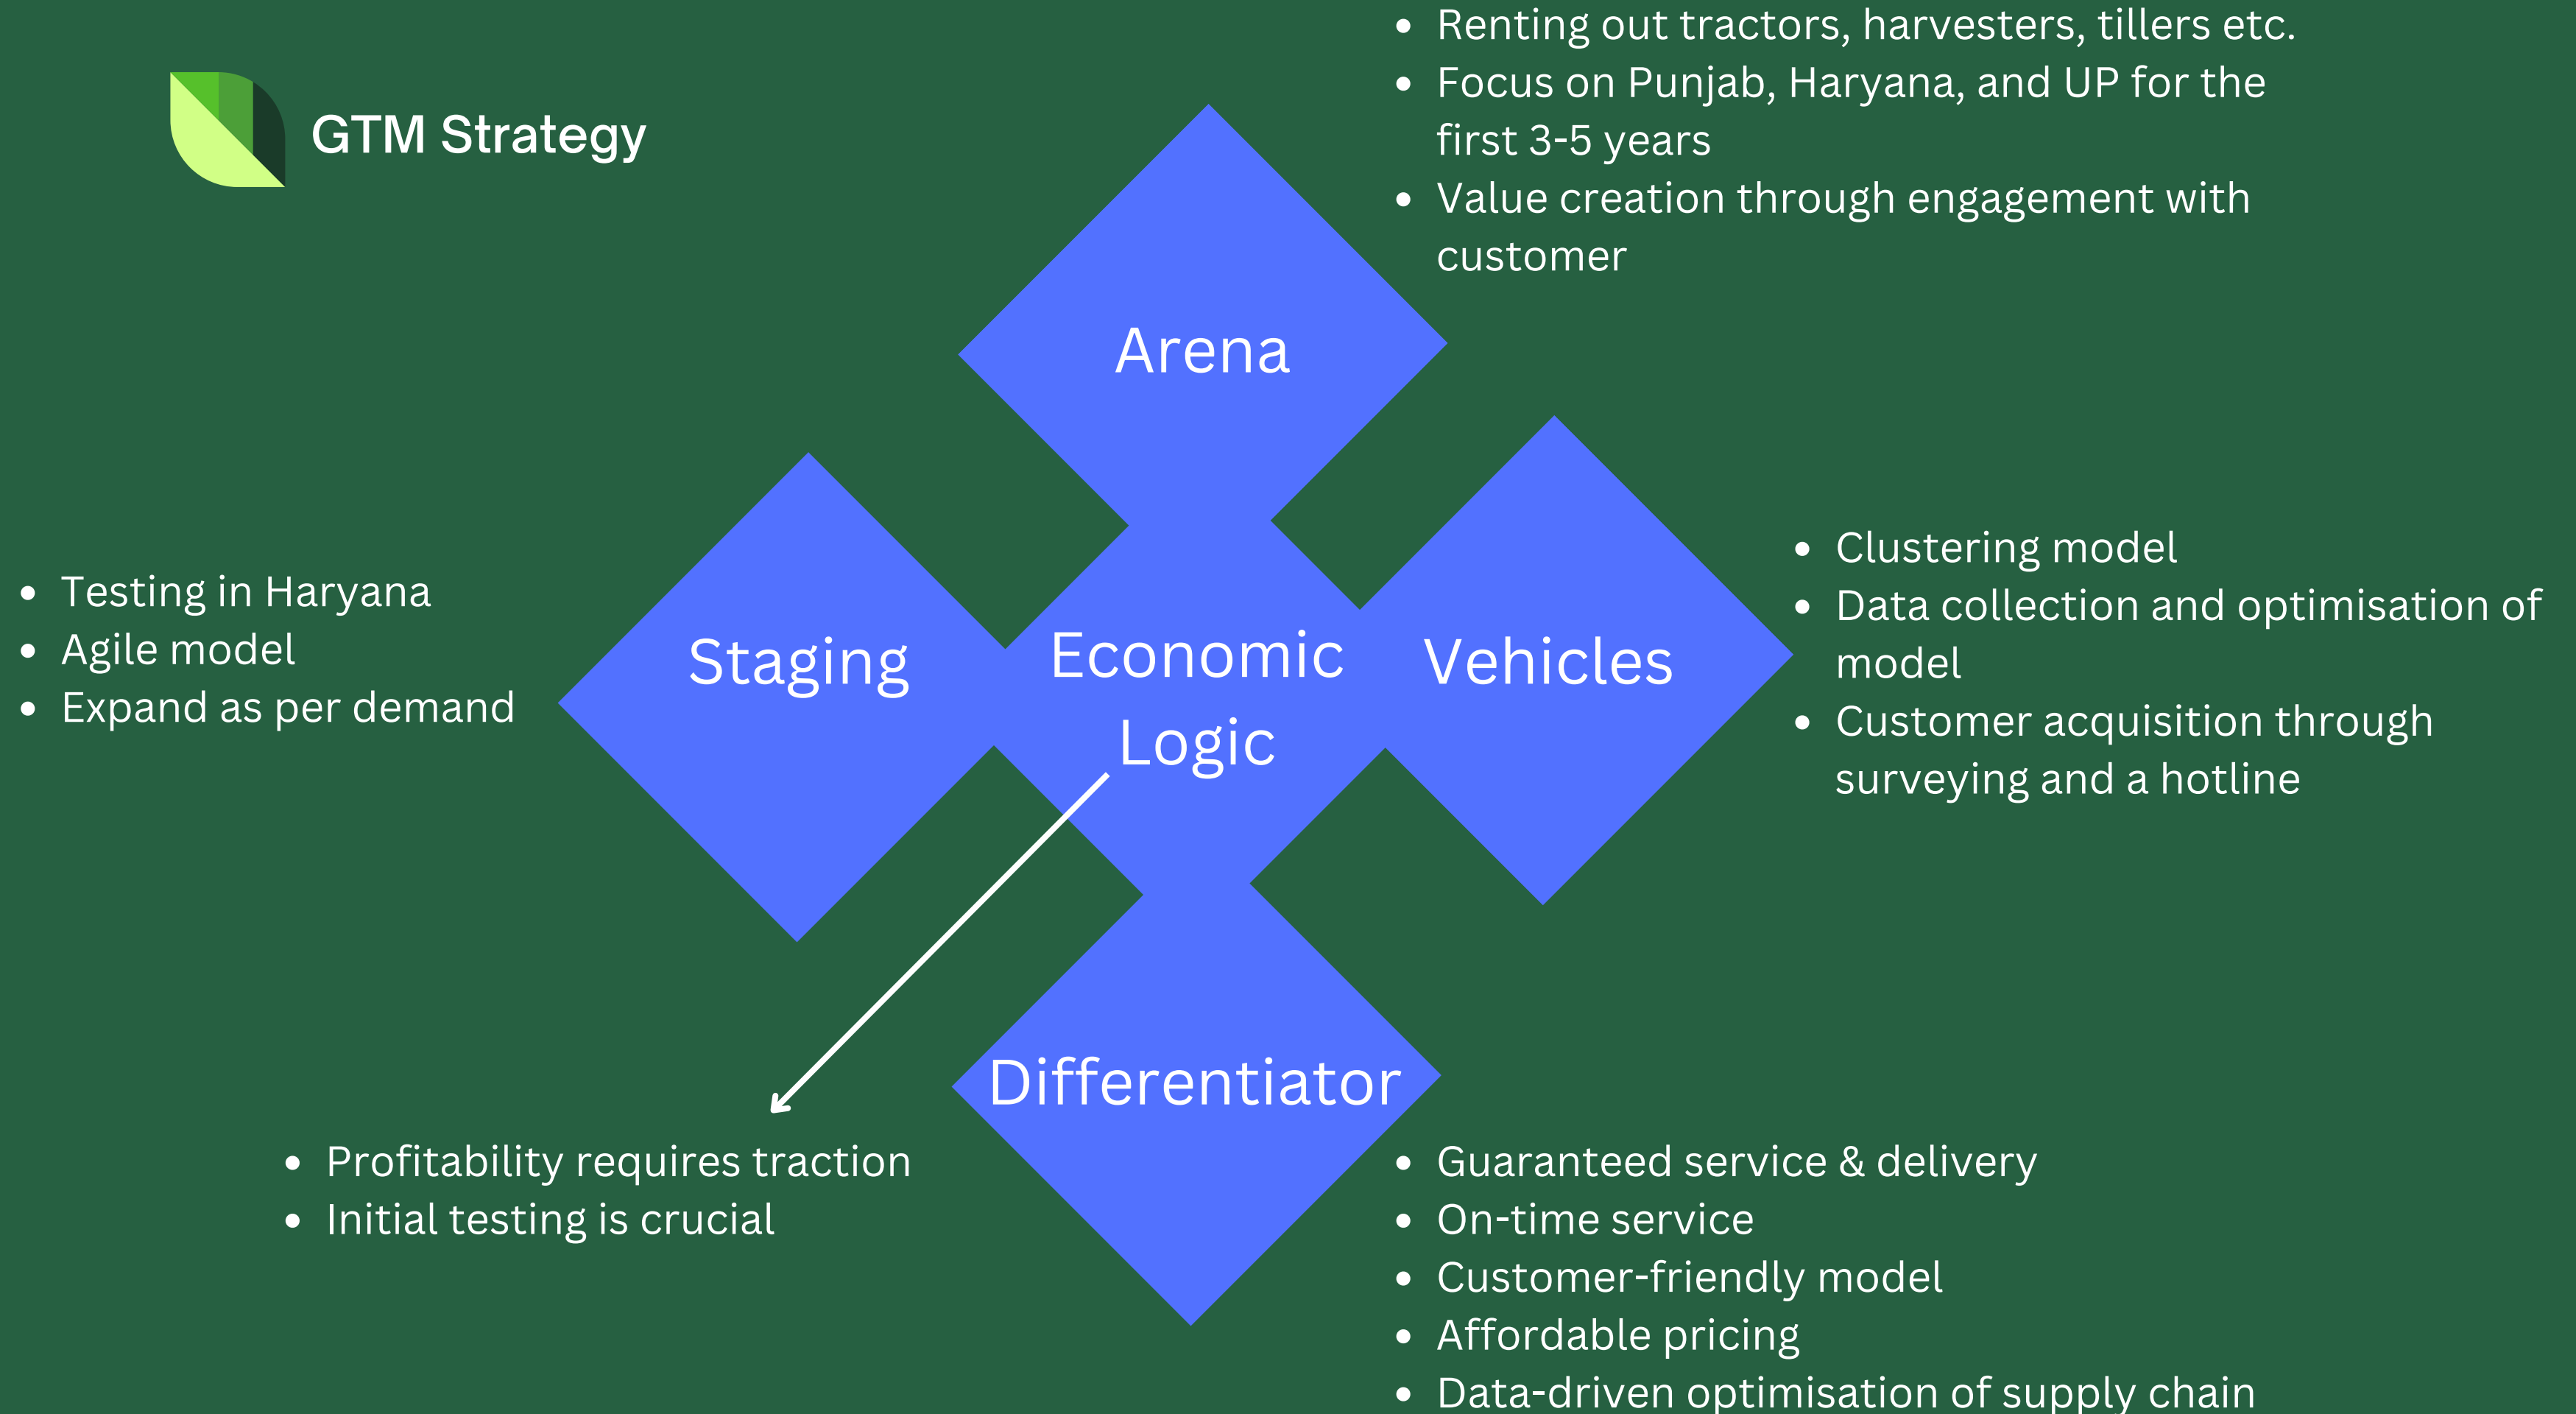 GTM Strategy
• Renting out tractors, harvesters, tillers etc.
• Focus on Punjab, Haryana, and UP for the
first 3-5 years
• Value creation through engagement with
customer
Arena
• Testing in Haryana
• Agile model
• Expand as per demand
Staging
Economic
Logic
Vehicles
• Clustering model
• Data collection and optimisation of
model
• Customer acquisition through
surveying and a hotline
Differentiator
• Profitability requires traction
• Initial testing is crucial
• Guaranteed service & delivery
• On-time service
• Customer-friendly model
• Affordable pricing
• Data-driven optimisation of supply chain